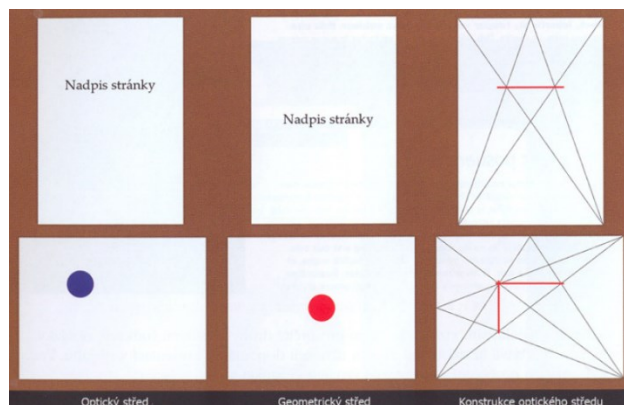 Nadpis stránky
Nadpis stránky
Optický střed
Geometrický střed
Konstrukce optického středu